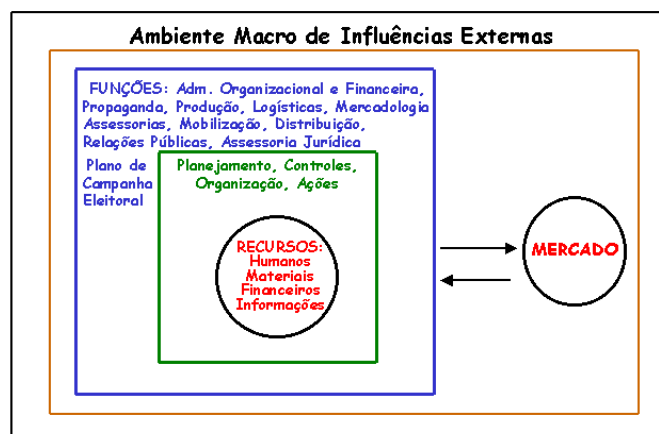 Ambiente Macro de Influências Externas
FUNÇÕES: Adm. Organizacional e Financeira,
Propaganda, Produção, Logísticas, Mercadologia
Assessorias, Mobilização, Distribuição,
Relações Públicas, Assessoria Jurídica
Plano de
Campanha
Eleitoral
Planejamento, Controles,
Organização, Ações
RECURSOS:
Humanos
Materiais
Financeiros
Informações
MERCADO